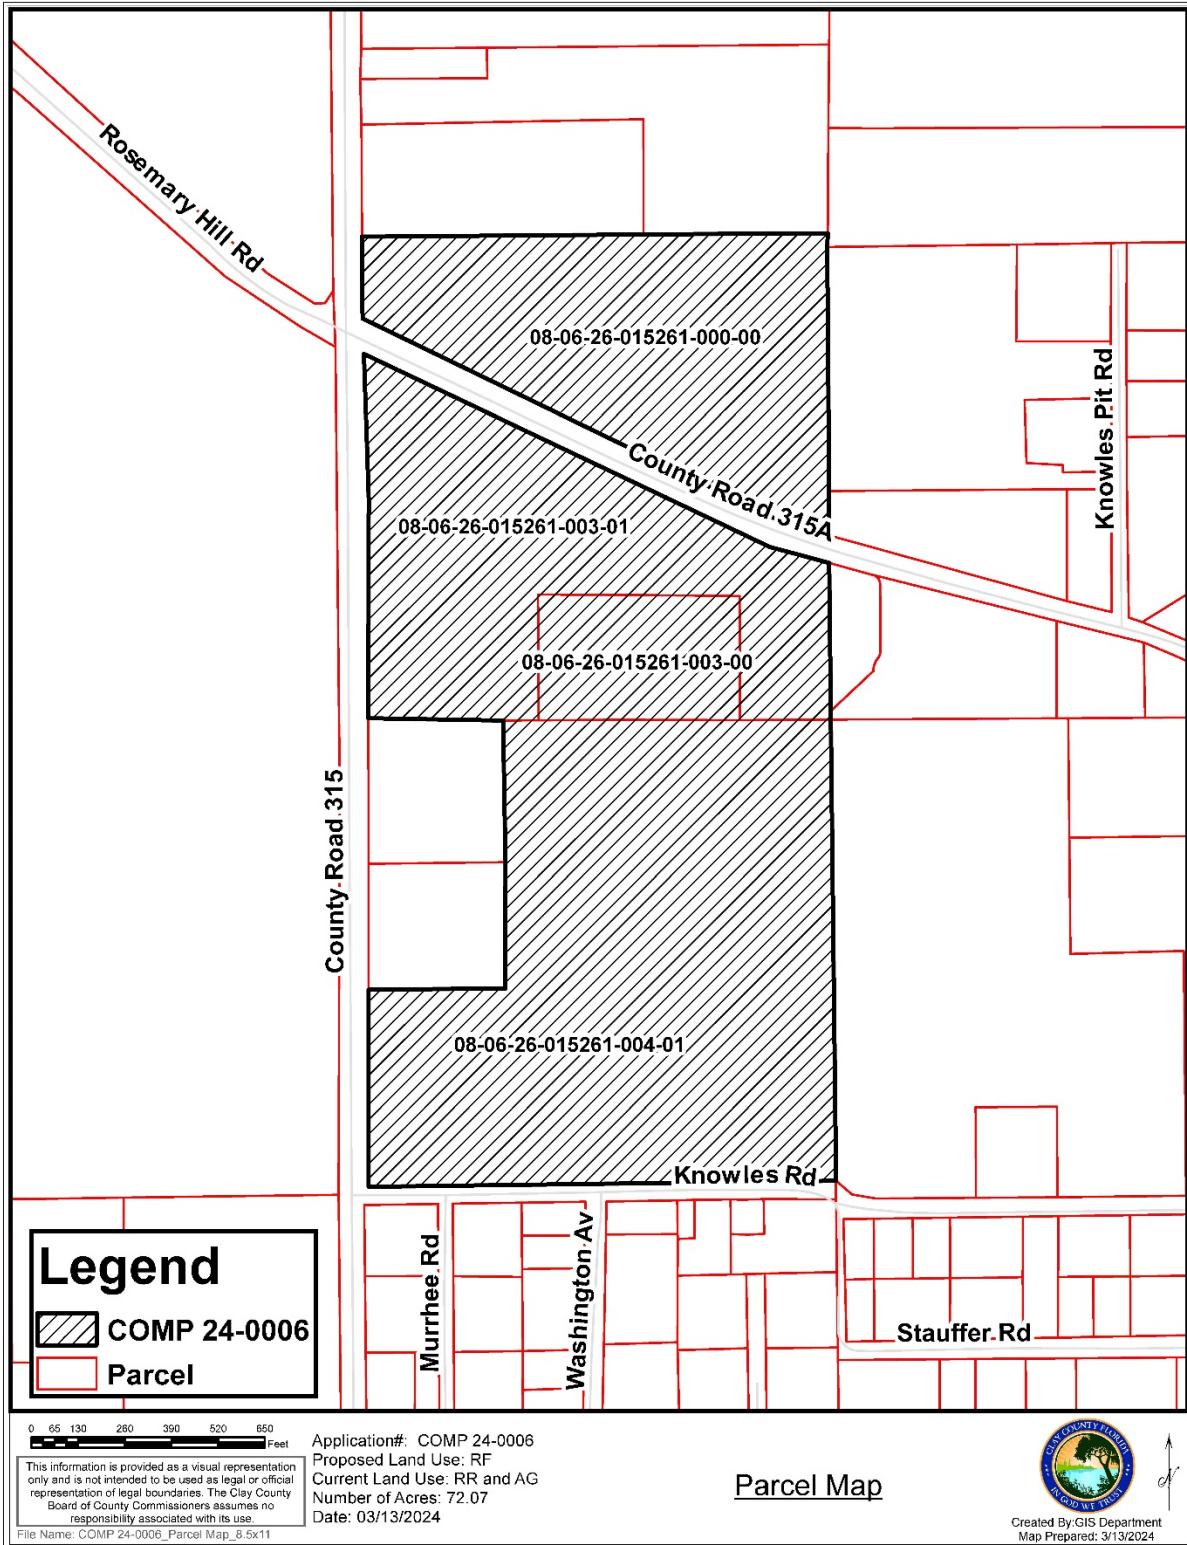 Rosemary Hill Rd
08-06-26-015261-000-00
Knowles Pit Rd
County Road 315A
08-06-26-015261-003-01
08-06-26-015261-003-00
County Road 315
08-06-26-015261-004-01
Knowles Rd
Murrhee Rd
Washington Av
Stauffer Rd
Legend
COMP 24-0006
Parcel
0 65 130 260 390 520 650
Feet
This information is provided as a visual representation
only and is not intended to be used as legal or official
representation of legal boundaries. The Clay County
Board of County Commissioners assumes no
responsibility associated with its use.
File Name: COMP 24-0006_Parcel Map_8.5x11
Application#: COMP 24-0006
Proposed Land Use: RF
Current Land Use: RR and AG
Number of Acres: 72.07
Date: 03/13/2024
Parcel Map
CLAY COUNTY FLORIDA
IN GOD WE TRUST
N
Created By:GIS Department
Map Prepared: 3/13/2024